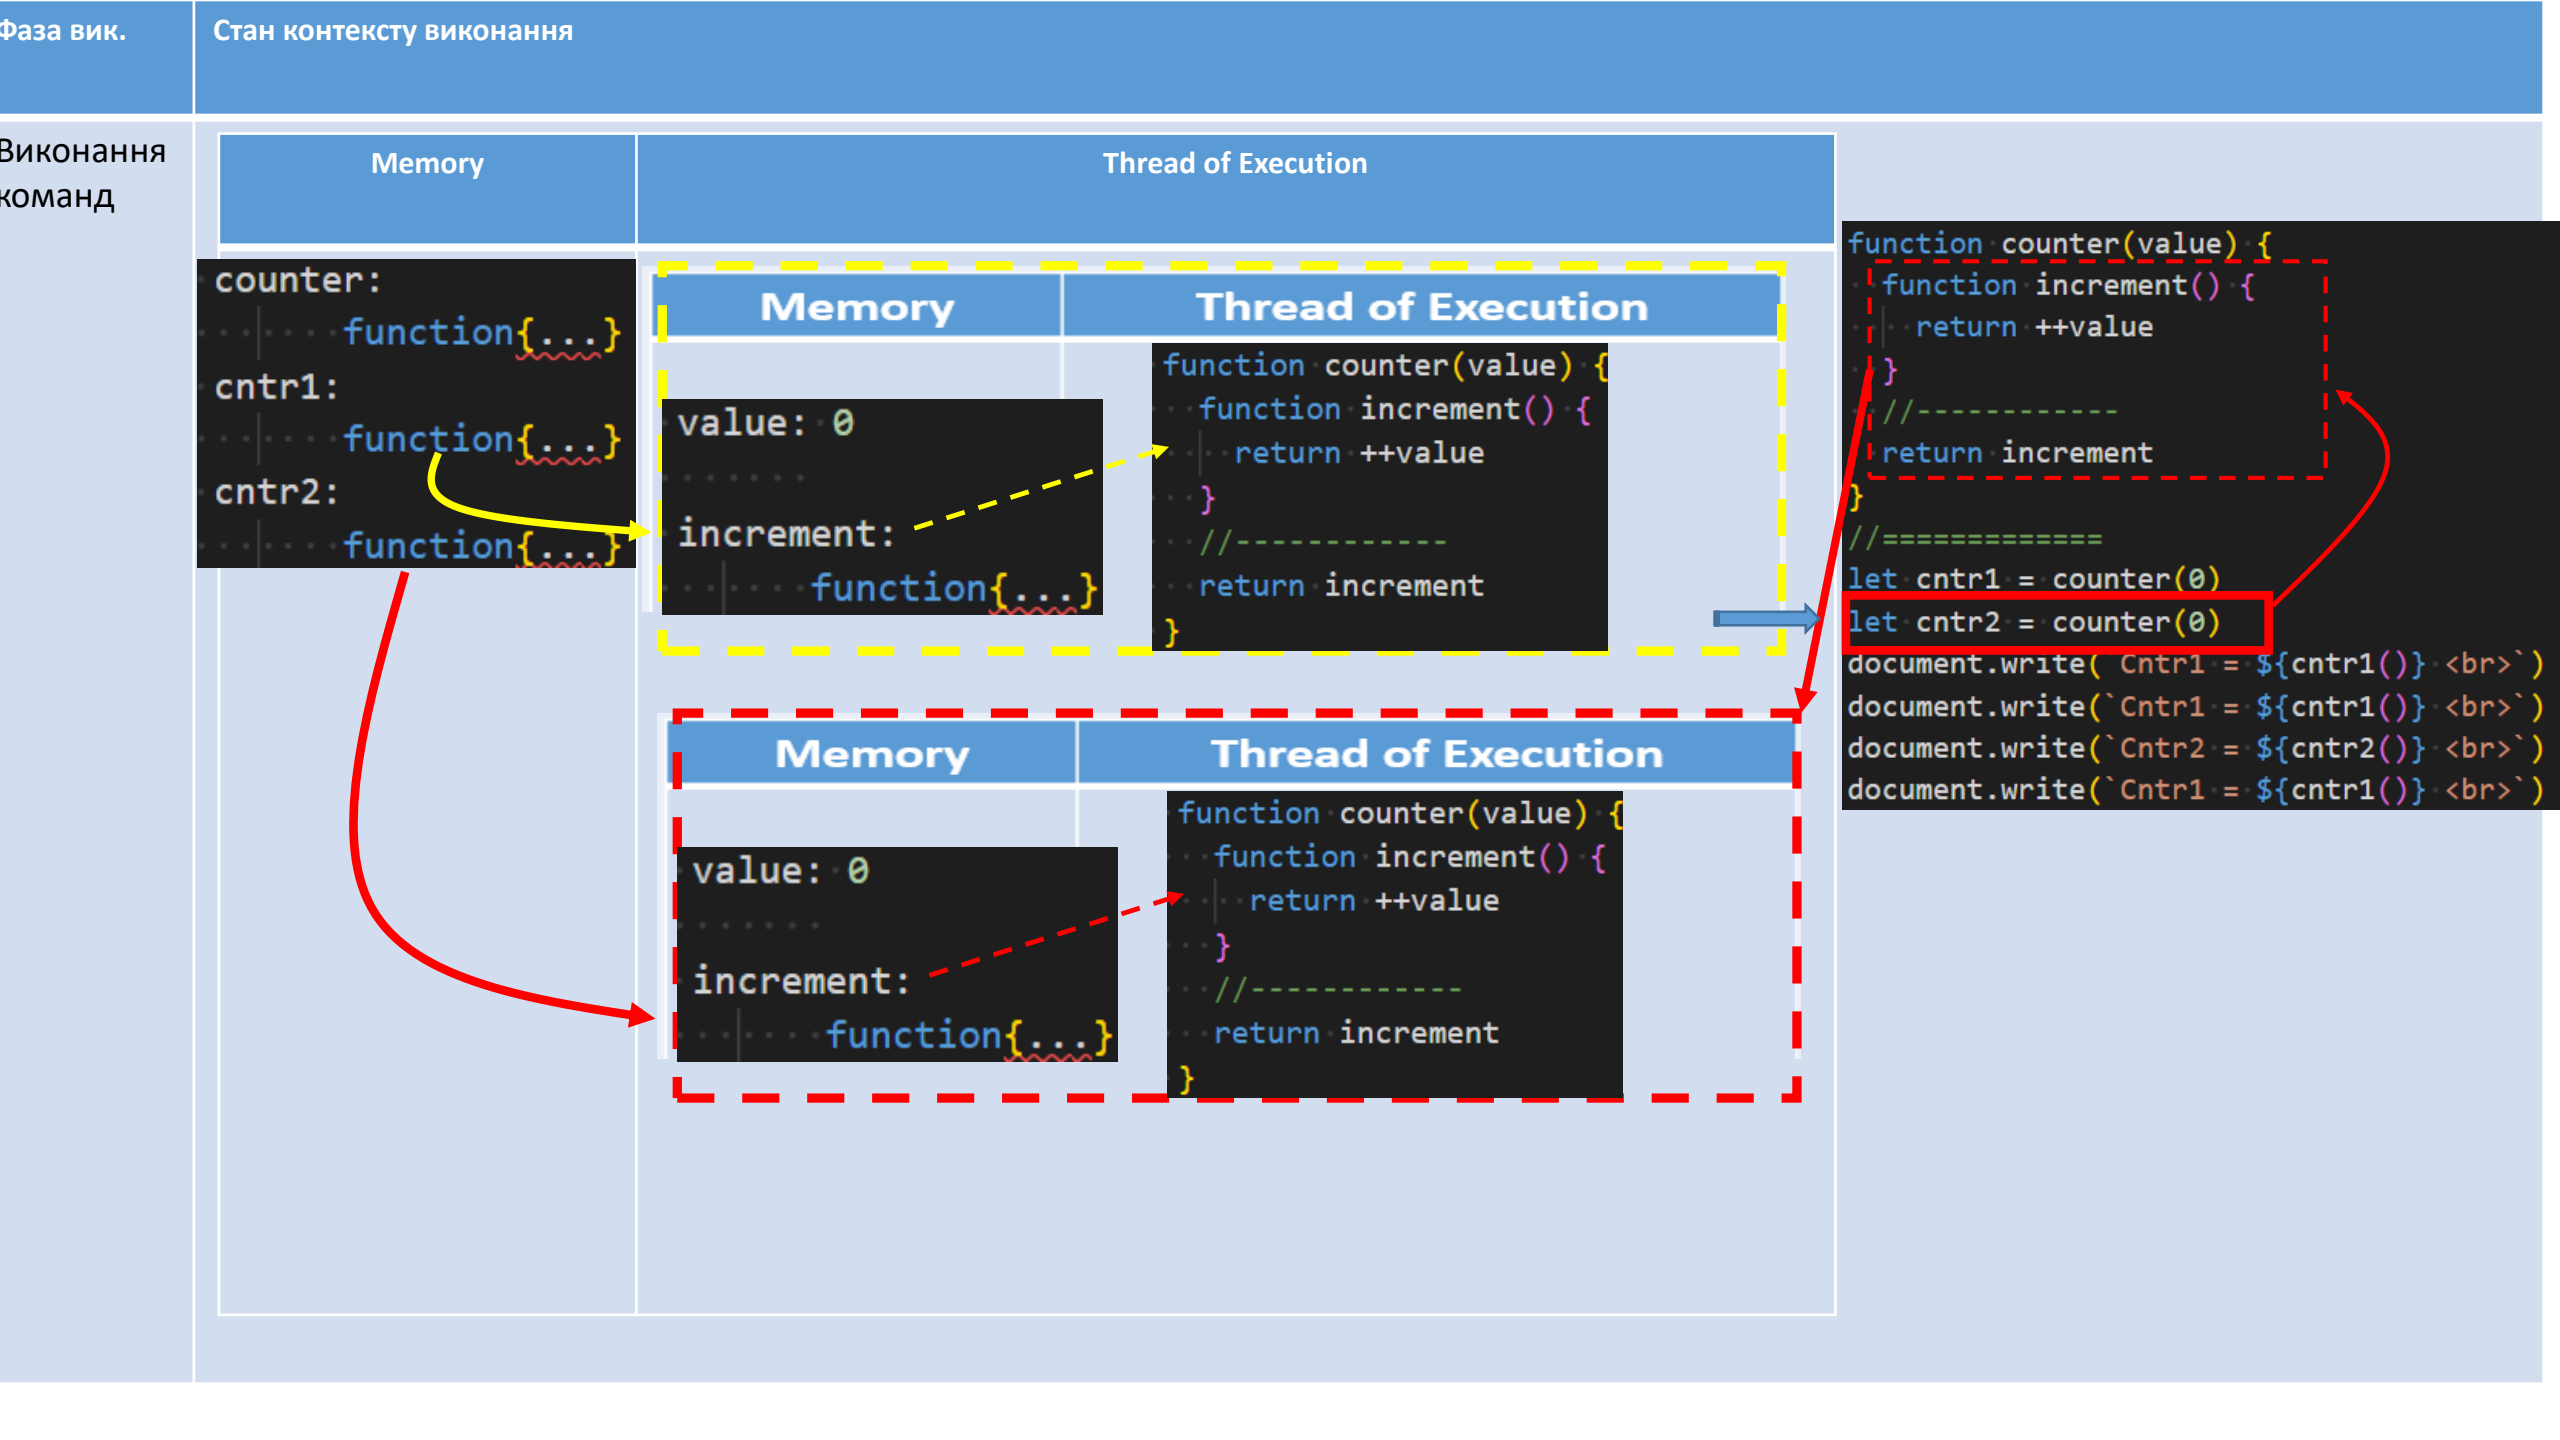 Фаза вик.
Стан контексту виконання
Виконання
команд
Memory
Thread of Execution
counter:
function{...}
cntr1:
function{...}
cntr2:
function{...}
Memory
Thread of Execution
value: 0
increment:
function{...}
function counter(value) {
function increment() {
return ++value
}
//------------
return increment
}
Memory
Thread of Execution
value: 0
increment:
function{...}
function counter(value) {
function increment() {
return ++value
}
//------------
return increment
}
function counter(value) {
function increment() {
return ++value
}
//------------
return increment
}
//=============
let cntr1 = counter(0)
let cntr2 = counter(0)
document.write(`Cntr1 = ${cntr1()} <br>`)
document.write(`Cntr1 = ${cntr1()} <br>`)
document.write(`Cntr2 = ${cntr2()} <br>`)
document.write(`Cntr1 = ${cntr1()} <br>`)